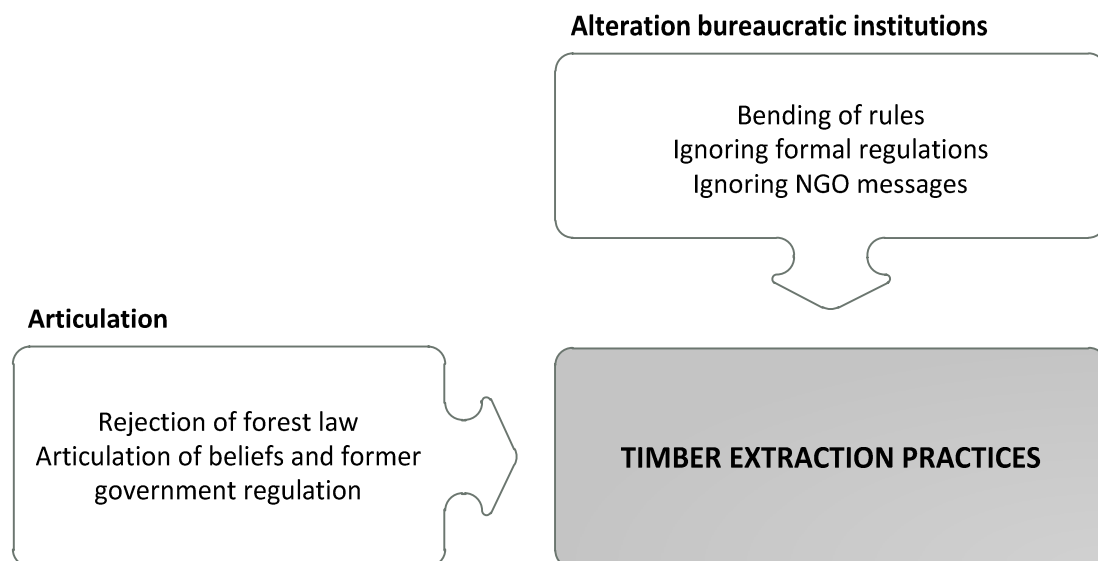 Alteration bureaucratic institutions
Bending of rules
Ignoring formal regulations
Ignoring NGO messages
Articulation
Rejection of forest law
Articulation of beliefs and former
government regulation
TIMBER EXTRACTION PRACTICES